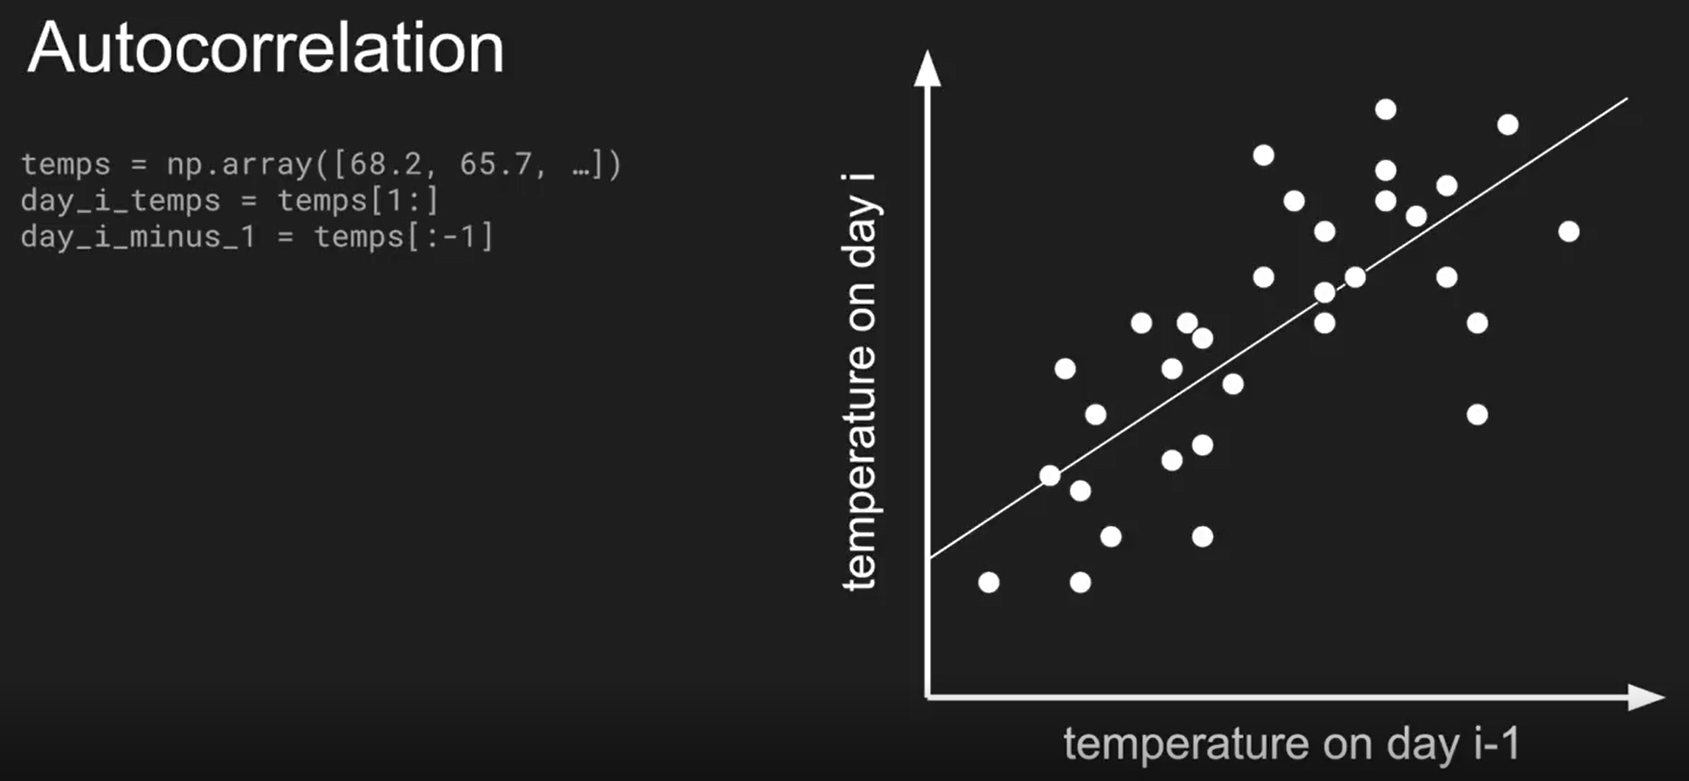 Autocorrelation
temps = np.array([68.2, 65.7, …])
day_i_temps = temps[1:]
day_i_minus_1 = temps[:-1]
temperature on day i
temperature on day i-1